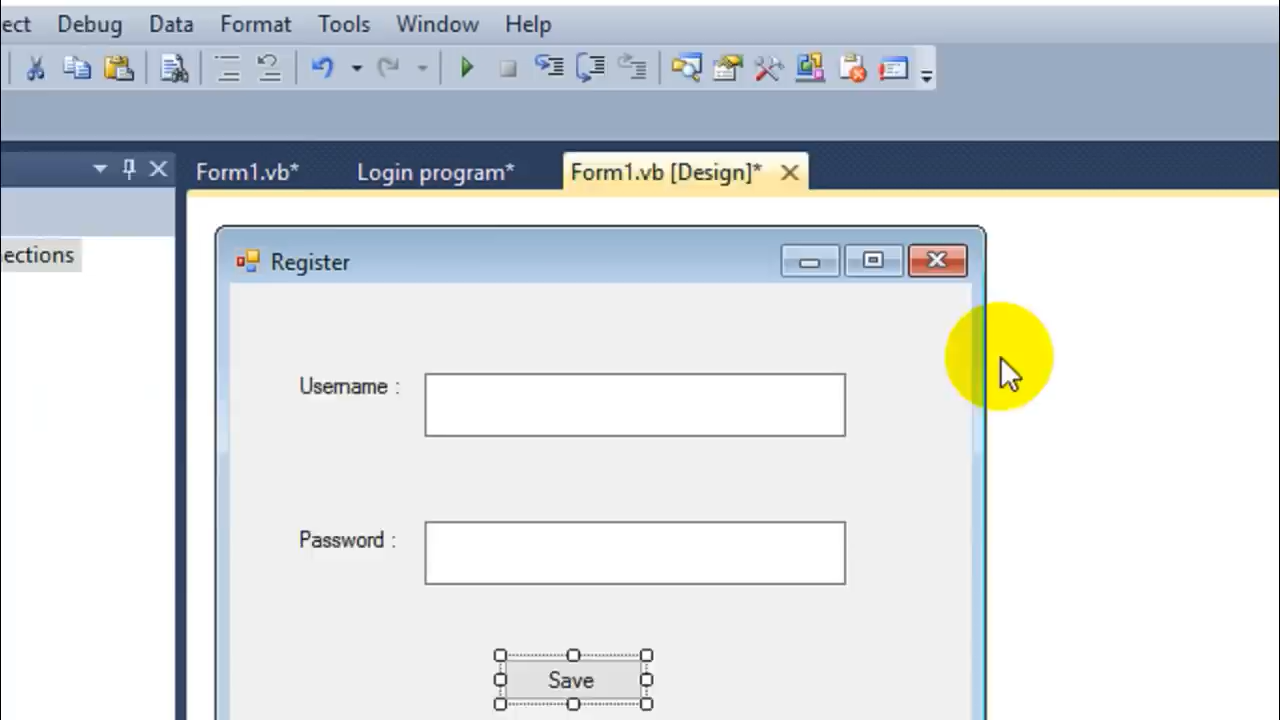 ect Debug Data Format Tools Window Help
Form1.vb* Login program* Form1.vb [Design]*
ections
Register
Username :
Password :
Save